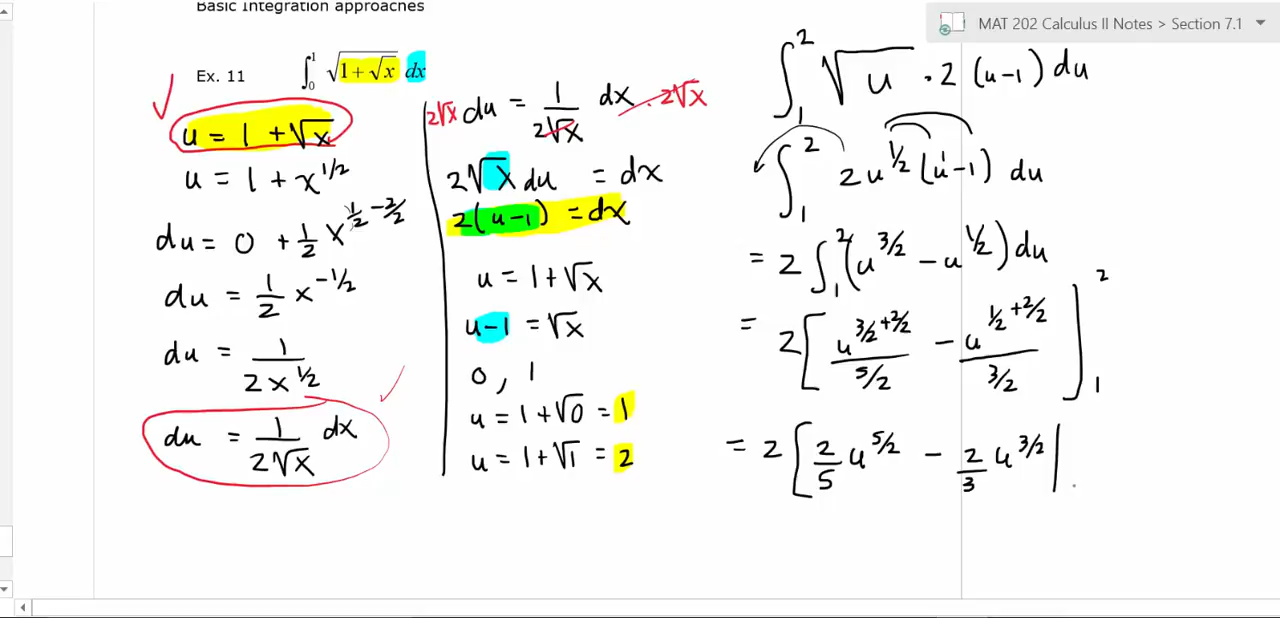 Basic Integration approaches
MAT 202 Calculus II Notes > Section 7.1
Ex. 11 ∫₀¹ √(1 + √x) dx
u = 1 + √x
u = 1 + x^(1/2)
du = 0 + 1/2 x^(1/2 - 2/2)
du = 1/2 x^(-1/2)
du = 1/(2x^(1/2))
du = 1/(2√x) dx
2√x du = 1/(2√x) dx · 2√x
2√x du = dx
2(u-1) = dx
u = 1 + √x
u-1 = √x
0, 1
u = 1 + √0 = 1
u = 1 + √1 = 2
∫₁² √u · 2 (u-1) du
∫₁² 2u^(1/2) (u¹-1) du
= 2 ∫₁² (u^(3/2) - u^(1/2)) du
= 2 [ u^(3/2+2/2)/(5/2) - u^(1/2+2/2)/(3/2) ]₁²
= 2 [ 2/5 u^(5/2) - 2/3 u^(3/2) |